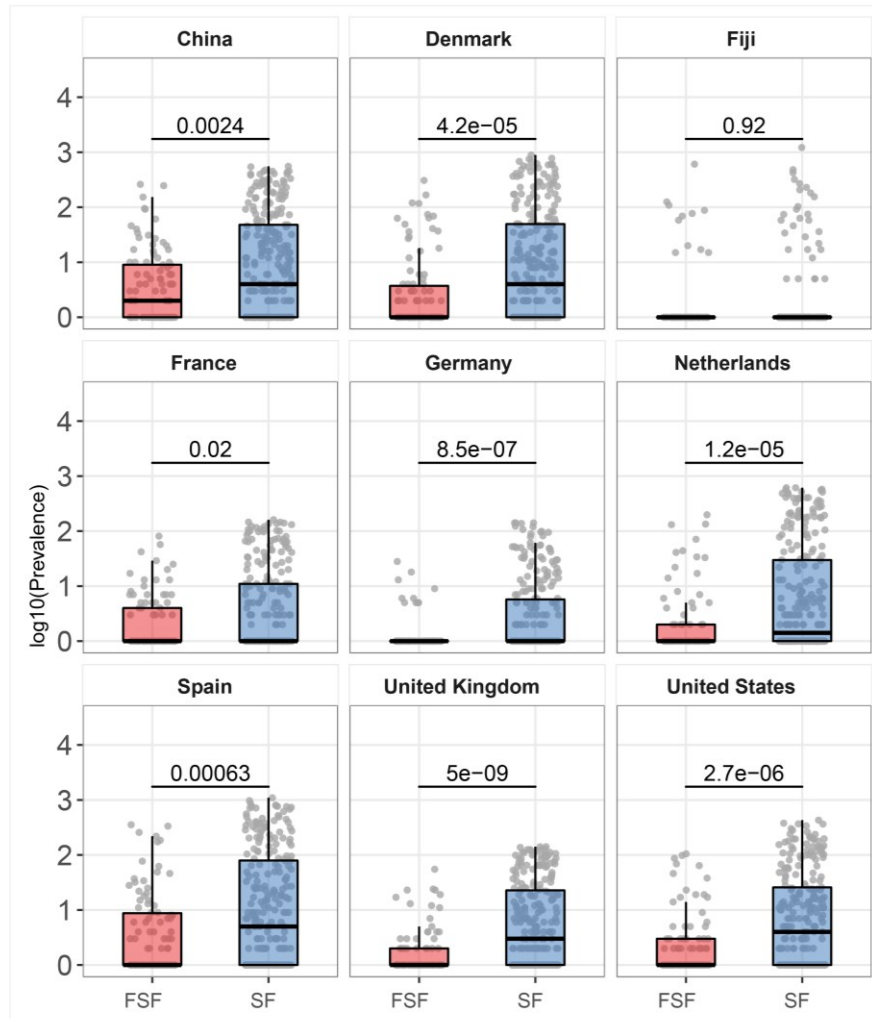 China Denmark Fiji
4
3
2
1
0
0.0024 4.2e−05 0.92
France Germany Netherlands
log10(Prevalence)
4
3
2
1
0
0.02 8.5e−07 1.2e−05
Spain United Kingdom United States
4
3
2
1
0
0.00063 5e−09 2.7e−06
FSF SF FSF SF FSF SF